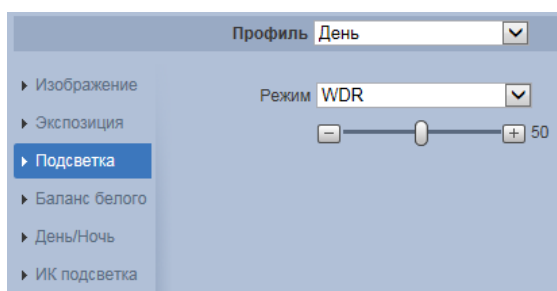 Профиль День
Изображение
Режим WDR
Экспозиция
50
Подсветка
Баланс белого
День/Ночь
ИК подсветка